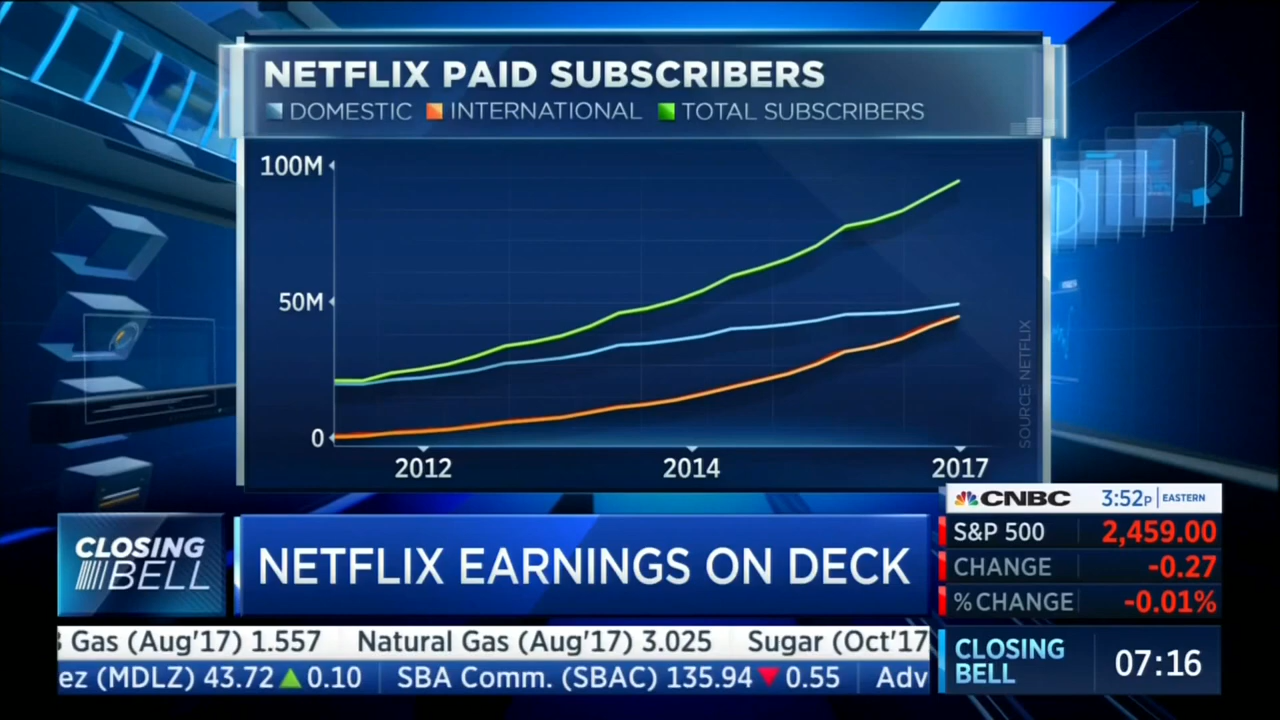 NETFLIX PAID SUBSCRIBERS
DOMESTIC INTERNATIONAL TOTAL SUBSCRIBERS
100M
50M
0
2012 2014 2017
SOURCE: NETFLIX
CNBC 3:52P EASTERN
S&P 500 2,459.00
CHANGE -0.27
% CHANGE -0.01%
CLOSING
BELL
NETFLIX EARNINGS ON DECK
Gas (Aug'17) 1.557 Natural Gas (Aug'17) 3.025 Sugar (Oct'17
ez (MDLZ) 43.72 0.10 SBA Comm. (SBAC) 135.94 0.55 Adv
CLOSING
BELL
07:16